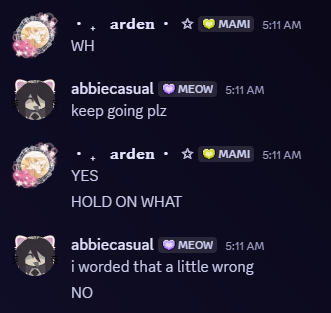 ・₊ arden・☆ MAMI 5:11 AM
WH
abbiecasual MEOW 5:11 AM
keep going plz
・₊ arden・☆ MAMI 5:11 AM
YES
HOLD ON WHAT
abbiecasual MEOW 5:11 AM
i worded that a little wrong
NO